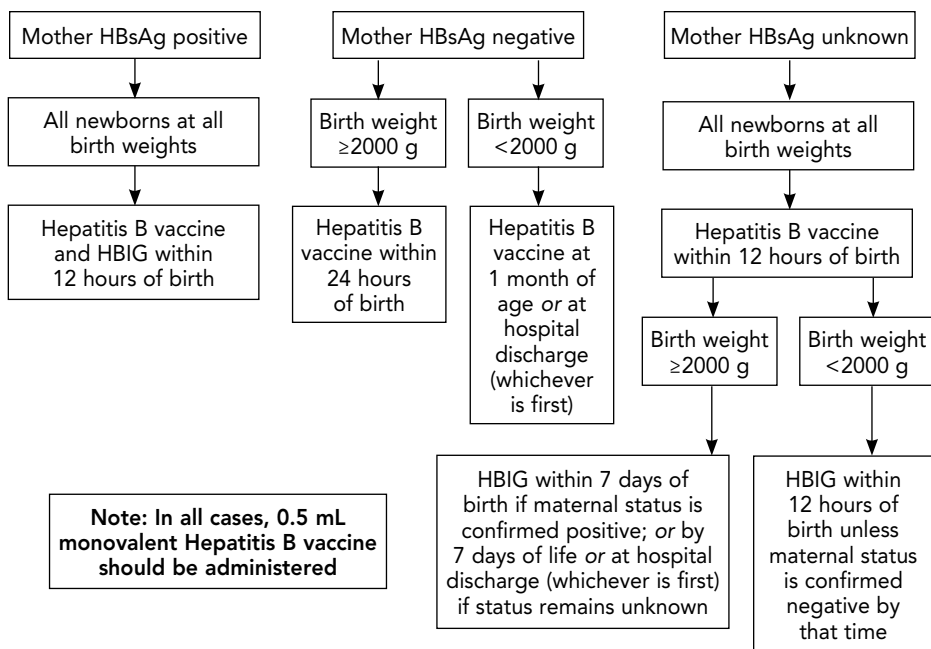 Mother HBsAg positive
All newborns at all
birth weights
Hepatitis B vaccine
and HBIG within
12 hours of birth
Mother HBsAg negative
Birth weight
≥2000 g
Hepatitis B
vaccine within
24 hours
of birth
Birth weight
<2000 g
Hepatitis B
vaccine at
1 month of
age or at
hospital
discharge
(whichever
is first)
Mother HBsAg unknown
All newborns at all
birth weights
Hepatitis B vaccine
within 12 hours of birth
Birth weight
≥2000 g
HBIG within 7 days of
birth if maternal status is
confirmed positive; or by
7 days of life or at hospital
discharge (whichever is first)
if status remains unknown
Birth weight
<2000 g
HBIG within
12 hours of
birth unless
maternal status
is confirmed
negative by
that time
Note: In all cases, 0.5 mL
monovalent Hepatitis B vaccine
should be administered